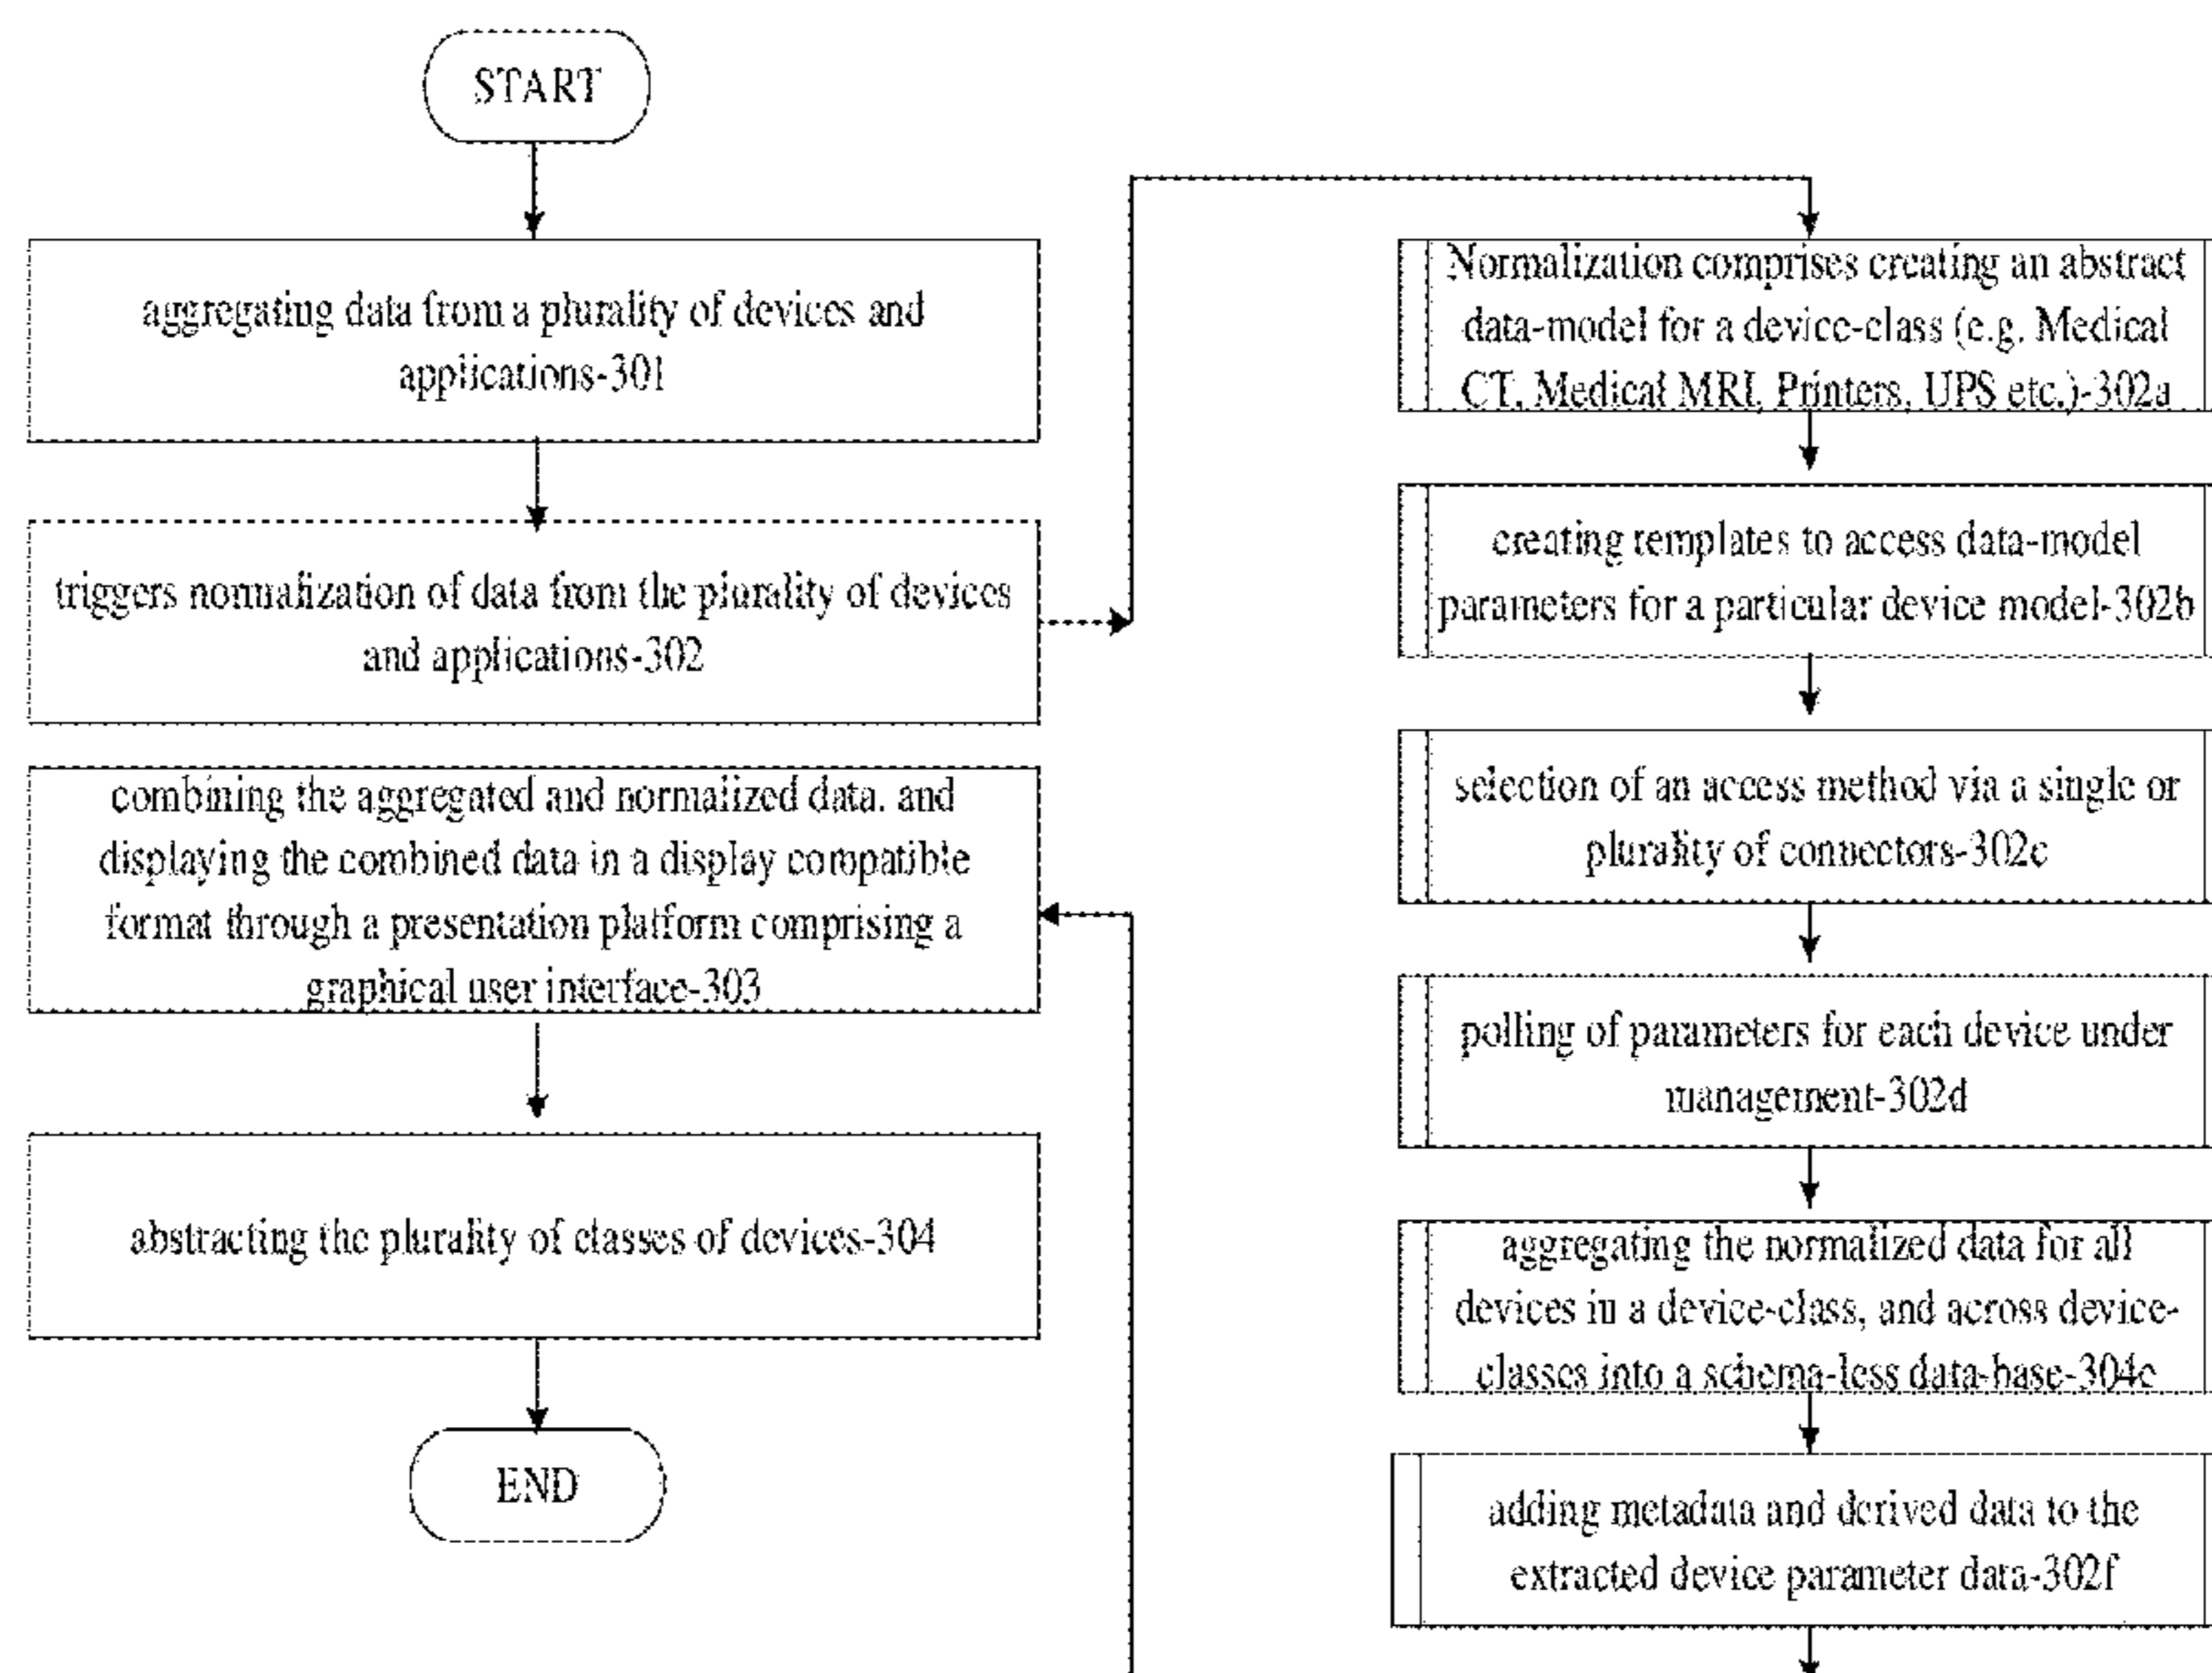 START
aggregating data from a plurality of devices and
applications-301
triggers normalization of data from the plurality of devices
and applications-302
combining the aggregated and normalized data. and
displaying the combined data in a display compatible
format through a presentation platform comprising a
graphical user interface-303
abstracting the plurality of classes of devices-304
END
Normalization comprises creating an abstract
data-model for a device-class (e.g. Medical
CT, Medical MRI, Printers, UPS etc.)-302a
creating templates to access data-model
parameters for a particular device model-302b
selection of an access method via a single or
plurality of connectors-302c
polling of parameters for each device under
management-302d
aggregating the normalized data for all
devices in a device-class, and across device-
classes into a schema-less data-base-304e
adding metadata and derived data to the
extracted device parameter data-302f